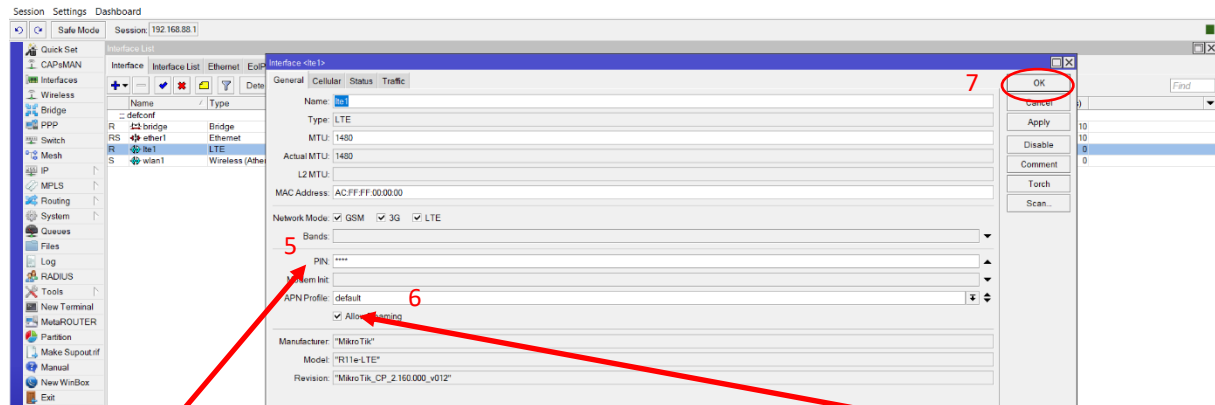 Session Settings Dashboard
Safe Mode Session: 192.168.88.1
Quick Set
CAPsMAN
Interfaces
Wireless
Bridge
PPP
Switch
Mesh
IP
MPLS
Routing
System
Queues
Files
Log
RADIUS
Tools
New Terminal
MetaROUTER
Partition
Make Supout.rif
Manual
New WinBox
Exit
Interface List
Interface Interface List Ethernet EoIP
Dete
Find
Name Type
::: defconf
R bridge Bridge 10
RS ether1 Ethernet 10
R lte1 LTE 0
S wlan1 Wireless (Ather 0
Interface <lte1>
General Cellular Status Traffic
Name: lte1
Type: LTE
MTU: 1480
Actual MTU: 1480
L2 MTU:
MAC Address: AC:FF:FF:00:00:00
Network Mode: GSM 3G LTE
Bands:
5
PIN: ****
Modem Init:
APN Profile: default
6
Manufacturer: "MikroTik"
Model: "R11e-LTE"
Revision: "MikroTik_CP_2.160.000_v012"
7
OK
Cancel
Apply
Disable
Comment
Torch
Scan...